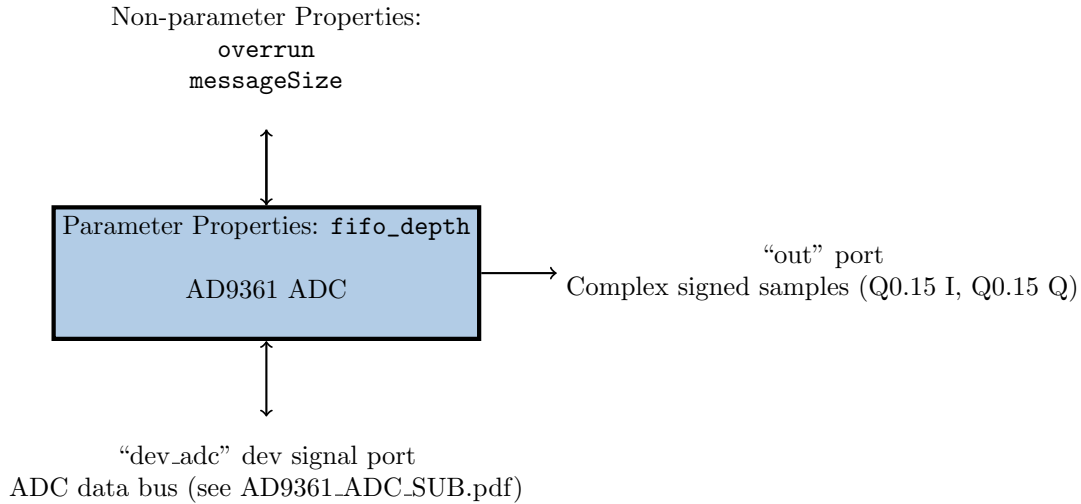 Non-parameter Properties:
overrun
messageSize
Parameter Properties: fifo_depth
AD9361 ADC
“out” port
Complex signed samples (Q0.15 I, Q0.15 Q)
“dev_adc” dev signal port
ADC data bus (see AD9361_ADC_SUB.pdf)